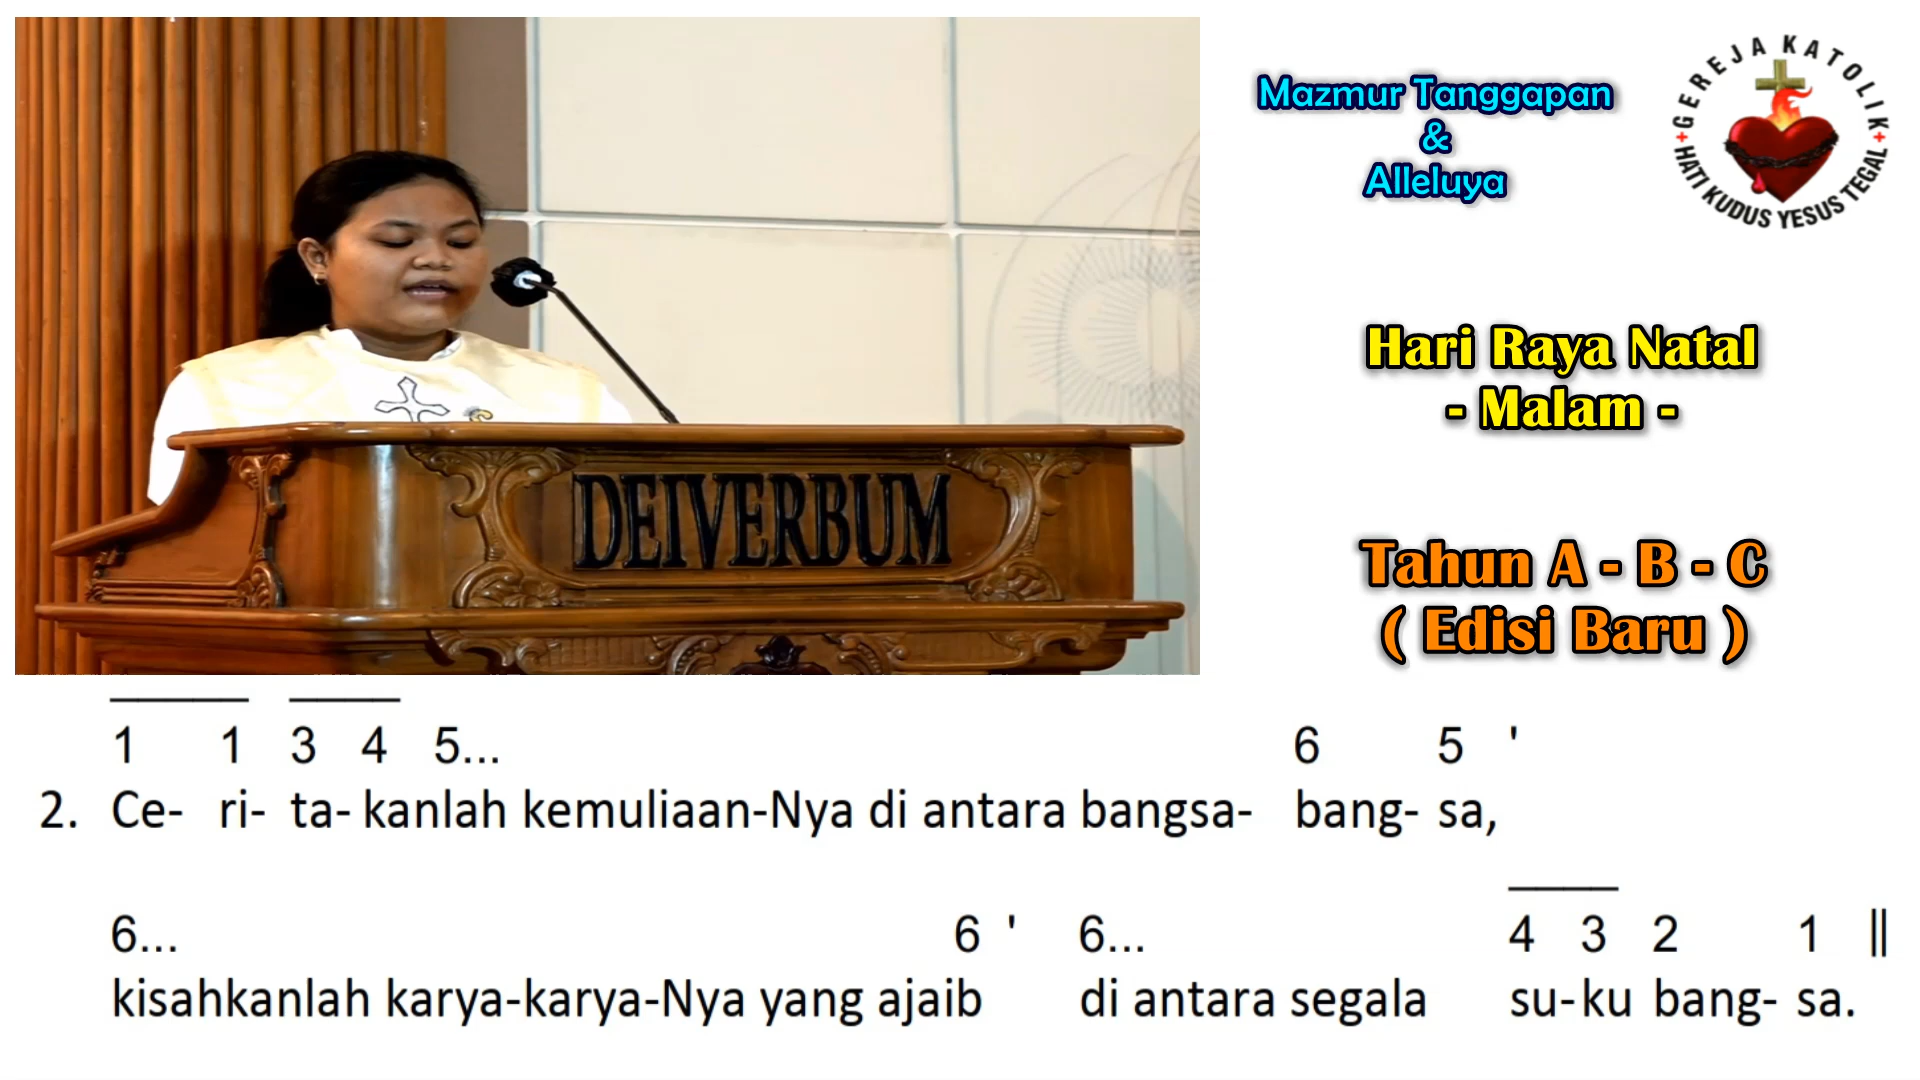 Mazmur Tanggapan
&
Alleluya
GEREJA KATOLIK
HATI KUDUS YESUS TEGAL
Hari Raya Natal
- Malam -
Tahun A - B - C
( Edisi Baru )
DEIVERBUM
1 1 3 4 5... 6 5 '
2. Ce- ri- ta- kanlah kemuliaan-Nya di antara bangsa- bang- sa,
6... 6 ' 6... 4 3 2 1 ||
kisahkanlah karya-karya-Nya yang ajaib di antara segala su-ku bang- sa.